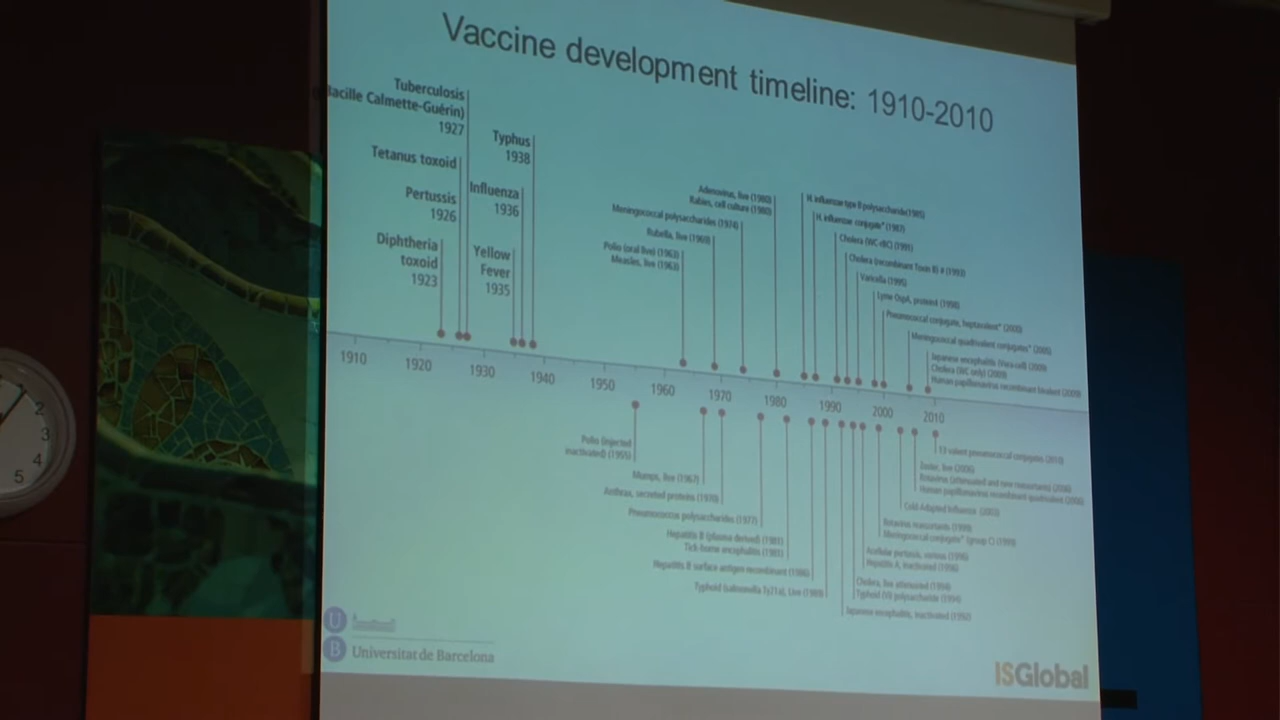 Vaccine development timeline: 1910-2010
Tuberculosis
acille Calmette-Guérin)
1927
Tetanus toxoid
Pertussis
1926
Diphtheria
toxoid
1923
Typhus
1938
Influenza
1936
Yellow
Fever
1935
Adenovirus, live (1980)
Rabies, cell culture (1980)
Meningococcal polysaccharides (1974)
Rubella, live (1969)
Polio (oral live) (1963)
Measles, live (1963)
H. influenzae type B polysaccharide(1985)
H. influenzae conjugate* (1987)
Cholera (WC-rBC) (1991)
Cholera (recombinant Toxin B) # (1993)
Varicella (1995)
Lyme OspA, protein# (1998)
Pneumococcal conjugate, heptavalent* (2000)
Meningococcal quadrivalent conjugates* (2005)
Japanese encephalitis (Vero cell) (2009)
Cholera (WC only) (2009)
Human papillomavirus recombinant bivalent (2009)
1910 1920 1930 1940 1950 1960 1970 1980 1990 2000 2010
Polio (injected
inactivated) (1955)
Mumps, live (1967)
Anthrax, secreted proteins (1970)
Pneumococcus polysaccharides (1977)
Hepatitis B (plasma derived) (1981)
Tick-borne encephalitis (1981)
Hepatitis B surface antigen recombinant (1986)
Typhoid (salmonella Ty21a), Live (1989)
13 valent pneumococcal conjugates (2010)
Zoster, live (2006)
Rotavirus (attenuated and new reassortants) (2006)
Human papillomavirus recombinant quadrivalent (2006)
Cold-Adapted Influenza (2003)
Rotavirus reassortants (1999)
Meningococcal conjugate* (group C) (1999)
Acellular pertussis, various (1996)
Hepatitis A, inactivated (1996)
Cholera, live attenuated (1994)
Typhoid (Vi) polysaccharide (1994)
Japanese encephalitis, inactivated (1992)
U
B Universitat de Barcelona
ISGlobal
2
3
4
5